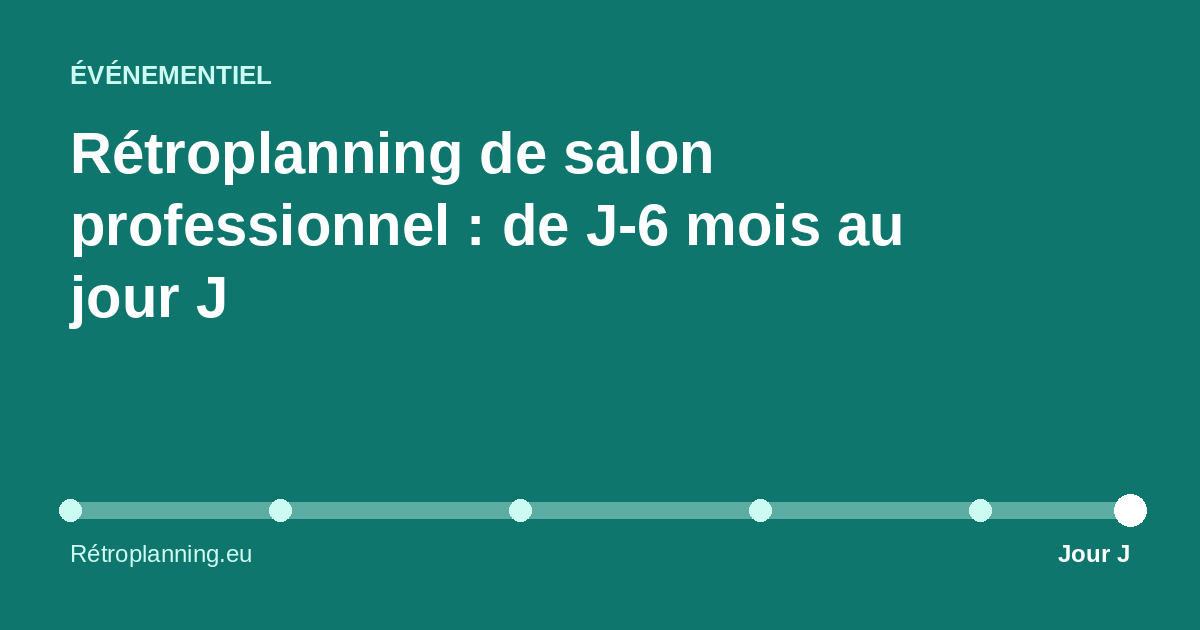 ÉVÉNEMENTIEL
Rétroplanning de salon
professionnel : de J-6 mois au
jour J
Rétroplanning.eu
Jour J